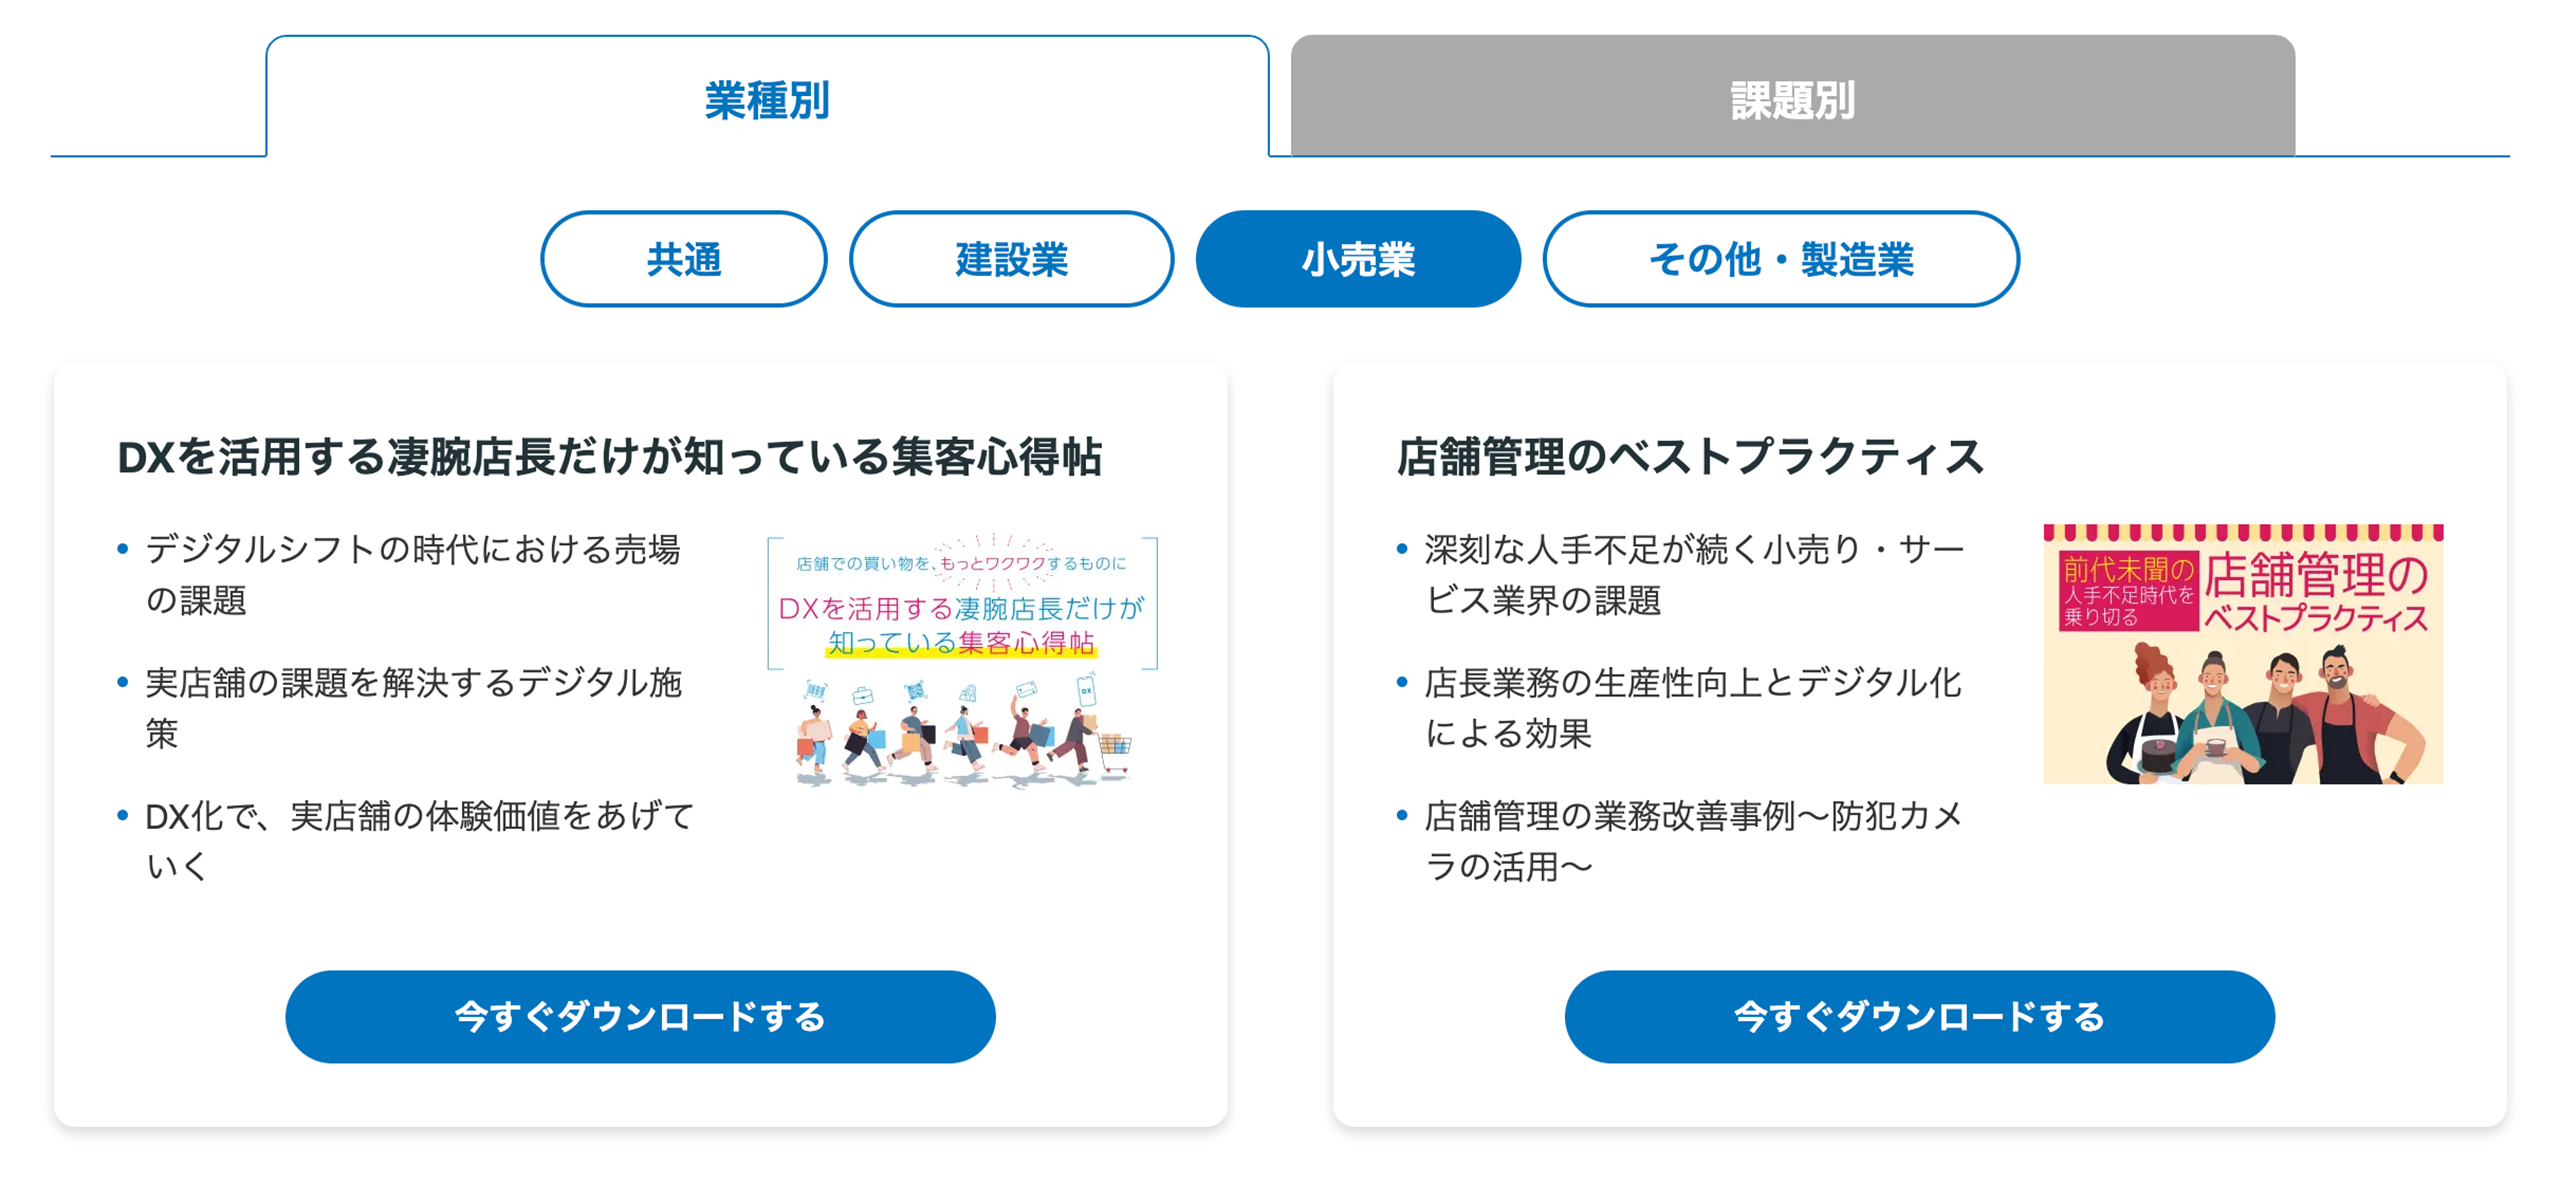 業種別
課題別
共通
建設業
小売業
その他・製造業
DXを活用する凄腕店長だけが知っている集客心得帖
• デジタルシフトの時代における売場
の課題
• 実店舗の課題を解決するデジタル施
策
• DX化で、実店舗の体験価値をあげて
いく
店舗での買い物を、もっとワクワクするものに
DXを活用する凄腕店長だけが
知っている集客心得帖
DX
今すぐダウンロードする
店舗管理のベストプラクティス
• 深刻な人手不足が続く小売り・サー
ビス業界の課題
• 店長業務の生産性向上とデジタル化
による効果
• 店舗管理の業務改善事例〜防犯カメ
ラの活用〜
前代未聞の
人手不足時代を
乗り切る
店舗管理の
ベストプラクティス
今すぐダウンロードする